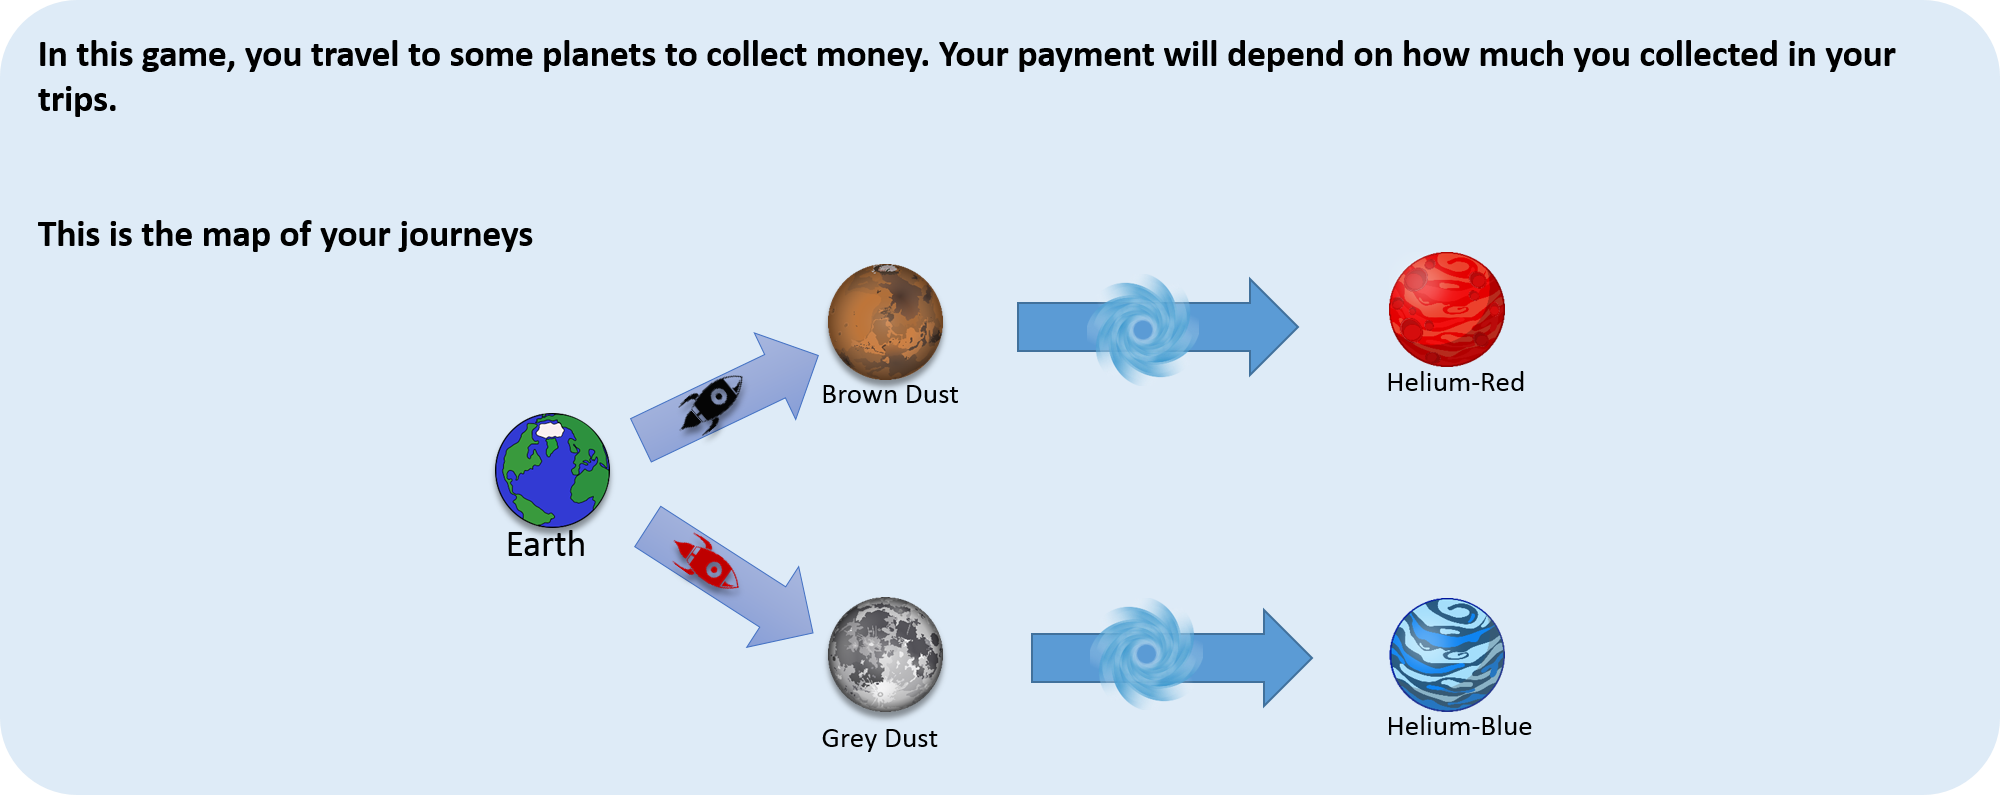 In this game, you travel to some planets to collect money. Your payment will depend on how much you collected in your
trips.
This is the map of your journeys
Brown Dust
Helium-Red
Earth
Grey Dust
Helium-Blue